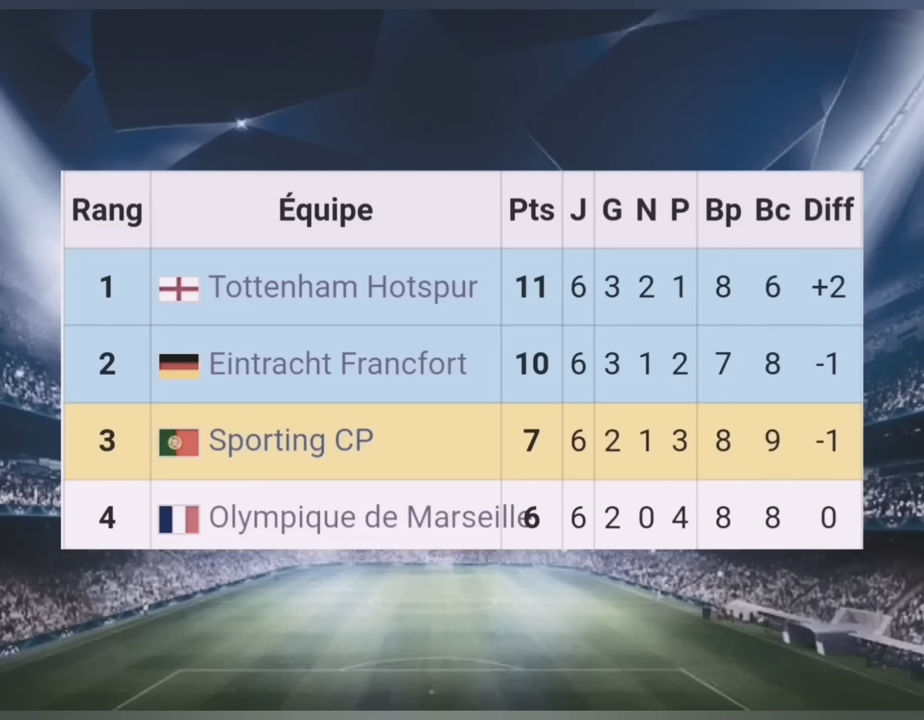 Rang Équipe Pts J G N P Bp Bc Diff
1 Tottenham Hotspur 11 6 3 2 1 8 6 +2
2 Eintracht Francfort 10 6 3 1 2 7 8 -1
3 Sporting CP 7 6 2 1 3 8 9 -1
4 Olympique de Marseille 6 6 2 0 4 8 8 0